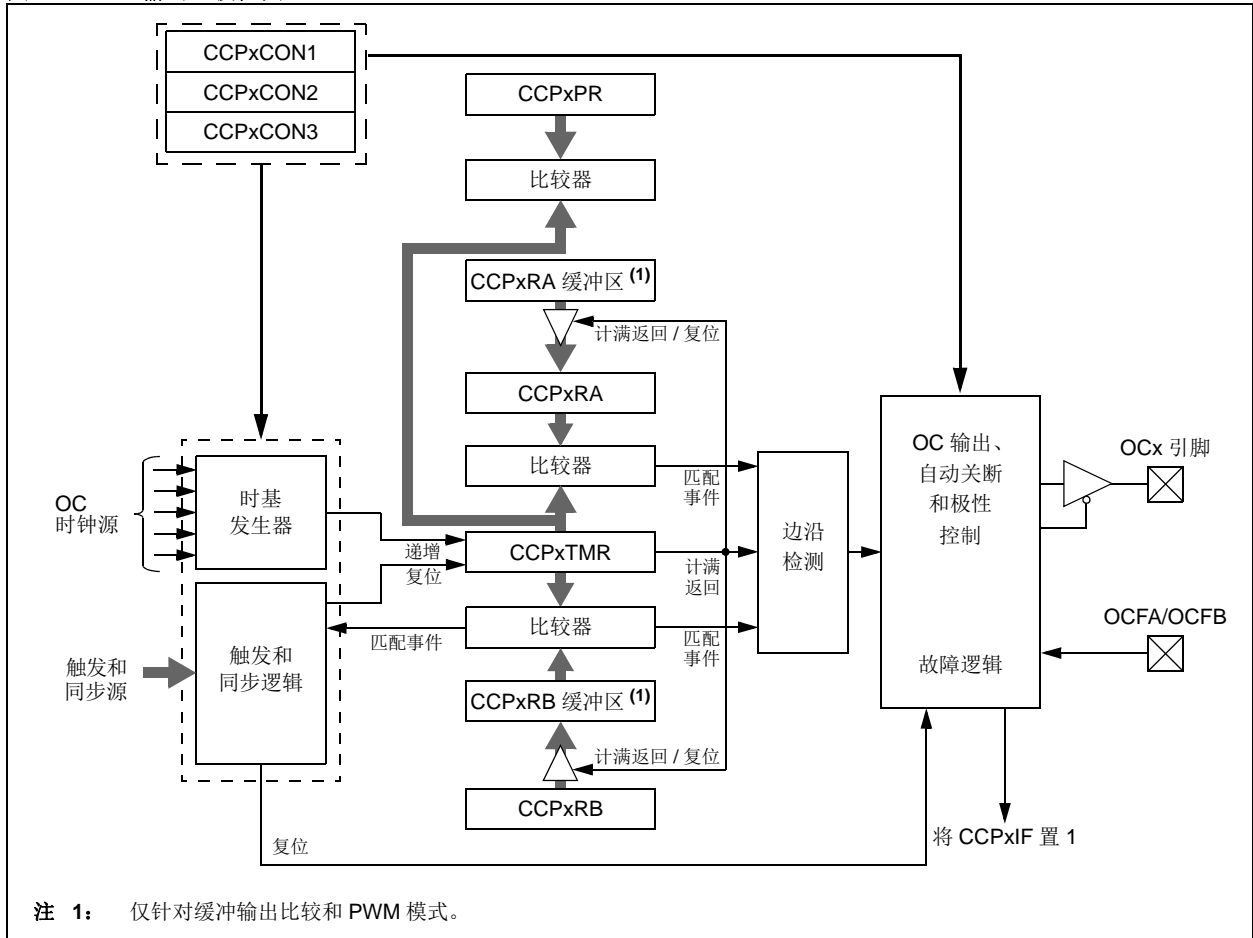 CCPxCON1
CCPxCON2
CCPxCON3
CCPxPR
比较器
CCPxRA 缓冲区 (1)
计满返回 / 复位
CCPxRA
比较器
匹配
事件
OC
时钟源
时基
发生器
递增
复位
CCPxTMR
计满
返回
边沿
检测
OC 输出、
自动关断
和极性
控制
OCx 引脚
触发和
同步源
触发和
同步逻辑
匹配事件
比较器
匹配
事件
故障逻辑
OCFA/OCFB
CCPxRB 缓冲区 (1)
计满返回 / 复位
CCPxRB
复位
将 CCPxIF 置 1
注 1: 仅针对缓冲输出比较和 PWM 模式。